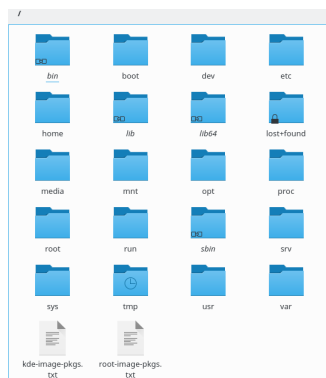 /
bin boot dev etc
home lib lib64 lost+found
media mnt opt proc
root run sbin srv
sys tmp usr var
kde-image-pkgs. root-image-pkgs.
txt txt